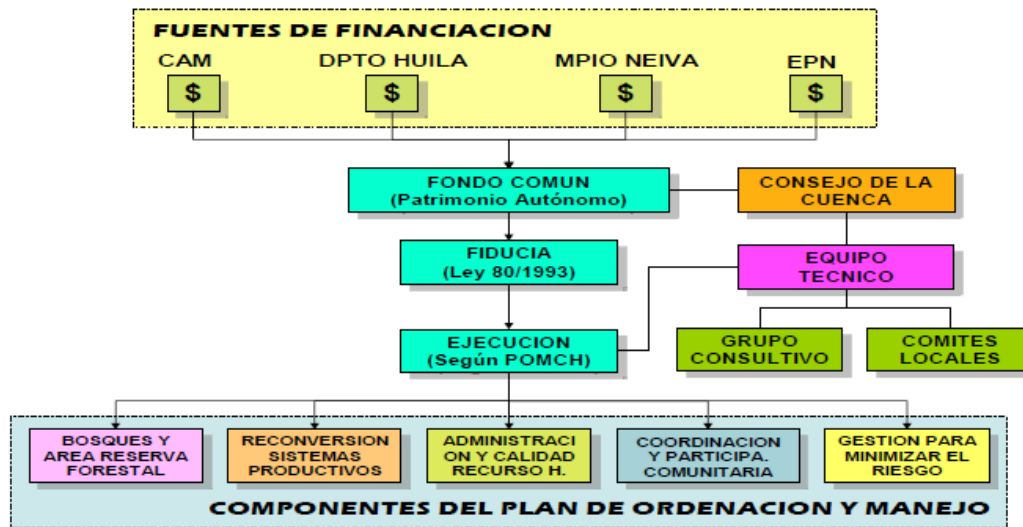 FUENTES DE FINANCIACION
CAM
DPTO HUILA
MPIO NEIVA
EPN
$
$
$
$
FONDO COMUN
(Patrimonio Autónomo)
CONSEJO DE LA
CUENCA
FIDUCIA
(Ley 80/1993)
EQUIPO
TECNICO
EJECUCION
(Según POMCH)
GRUPO
CONSULTIVO
COMITES
LOCALES
BOSQUES Y
AREA RESERVA
FORESTAL
RECONVERSION
SISTEMAS
PRODUCTIVOS
ADMINISTRACI
ON Y CALIDAD
RECURSO H.
COORDINACION
Y PARTICIPA.
COMUNITARIA
GESTION PARA
MINIMIZAR EL
RIESGO
COMPONENTES DEL PLAN DE ORDENACION Y MANEJO